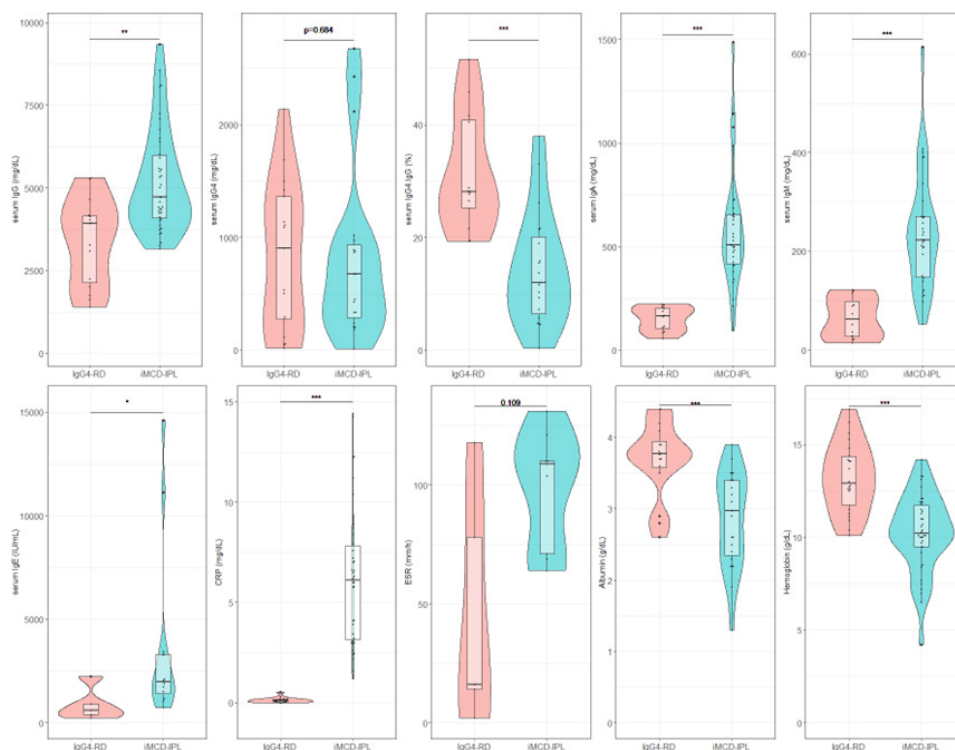 **
p=0.684
***
***
***
serum IgG (mg/dL)
10000
7500
5000
2500
0
IgG4-RD
iMCD-IPL
serum IgG4 (mg/dL)
2000
1000
0
IgG4-RD
iMCD-IPL
serum IgG4 IgG (%)
40
20
0
IgG4-RD
iMCD-IPL
serum IgA (mg/dL)
1500
1000
500
0
IgG4-RD
iMCD-IPL
serum IgM (mg/dL)
600
400
200
0
IgG4-RD
iMCD-IPL
*
***
0.109
***
***
serum IgE (IU/mL)
15000
10000
5000
0
IgG4-RD
iMCD-IPL
CRP (mg/dL)
15
10
5
0
IgG4-RD
iMCD-IPL
ESR (mm/h)
100
50
0
IgG4-RD
iMCD-IPL
Albumin (g/dL)
4
3
2
1
0
IgG4-RD
iMCD-IPL
Hemoglobin (g/dL)
15
10
5
0
IgG4-RD
iMCD-IPL